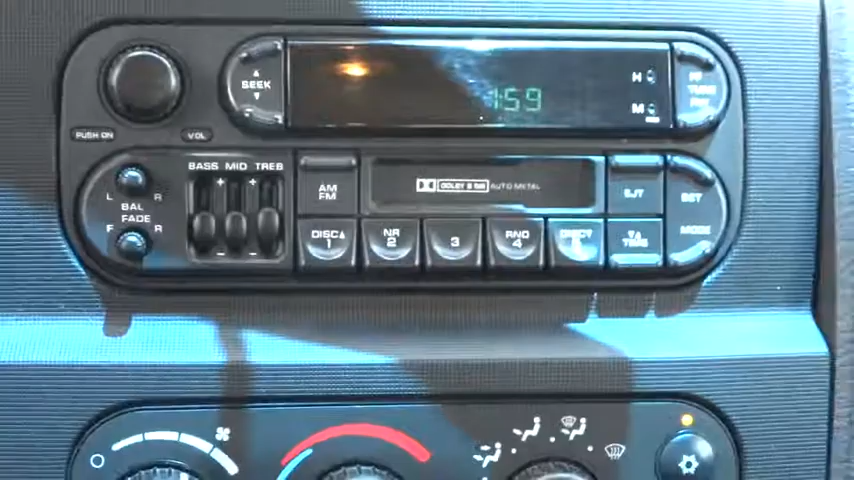 SEEK
1:59
H
M
PUSH ON
VOL
BASS MID TREB
AM
FM
DOLBY B NR
AUTO METAL
EJT
SET
L BAL R
FADE
F R
DISC
1
NR
2
3
RND
4
TIME
MODE